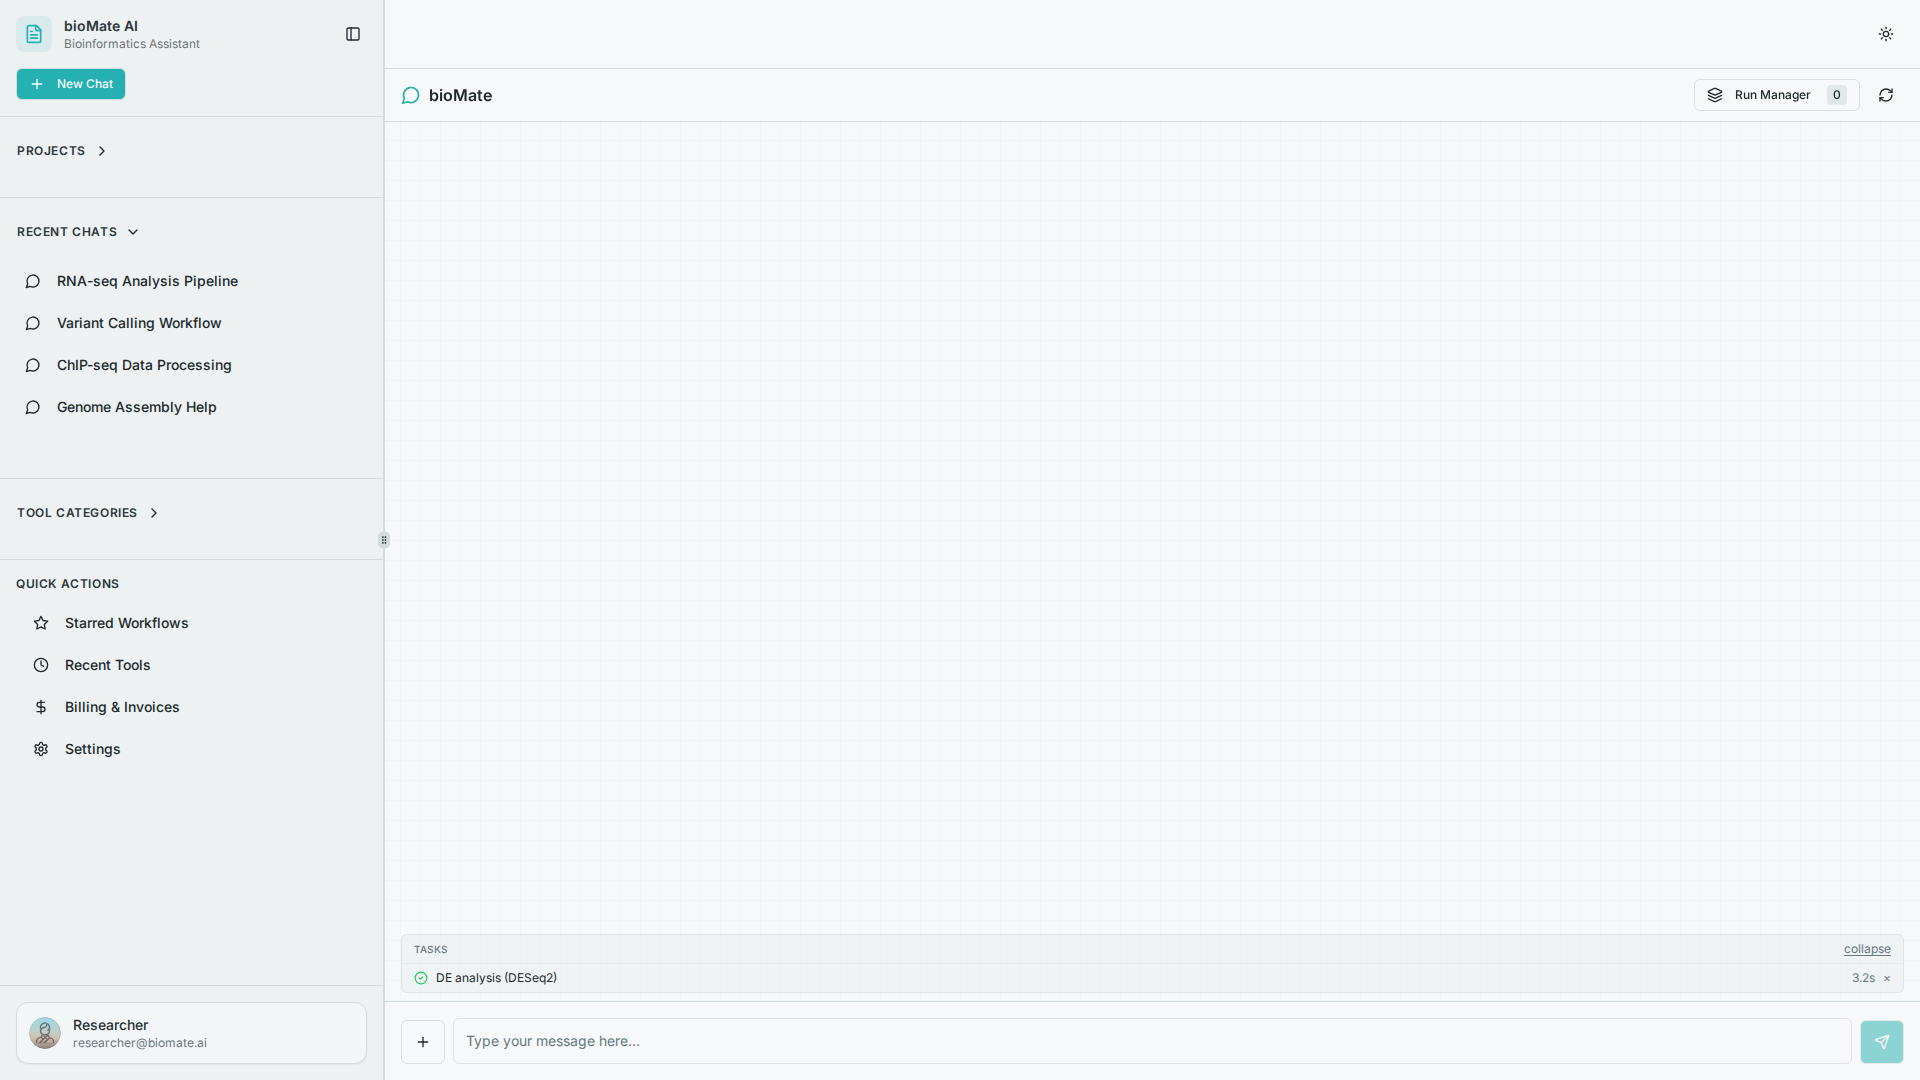 bioMate AI
Bioinformatics Assistant
New Chat
PROJECTS
RECENT CHATS
RNA-seq Analysis Pipeline
Variant Calling Workflow
ChIP-seq Data Processing
Genome Assembly Help
TOOL CATEGORIES
QUICK ACTIONS
Starred Workflows
Recent Tools
Billing & Invoices
Settings
Researcher
researcher@biomate.ai
bioMate
Run Manager 0
TASKS
collapse
DE analysis (DESeq2)
3.2s ×
Type your message here...